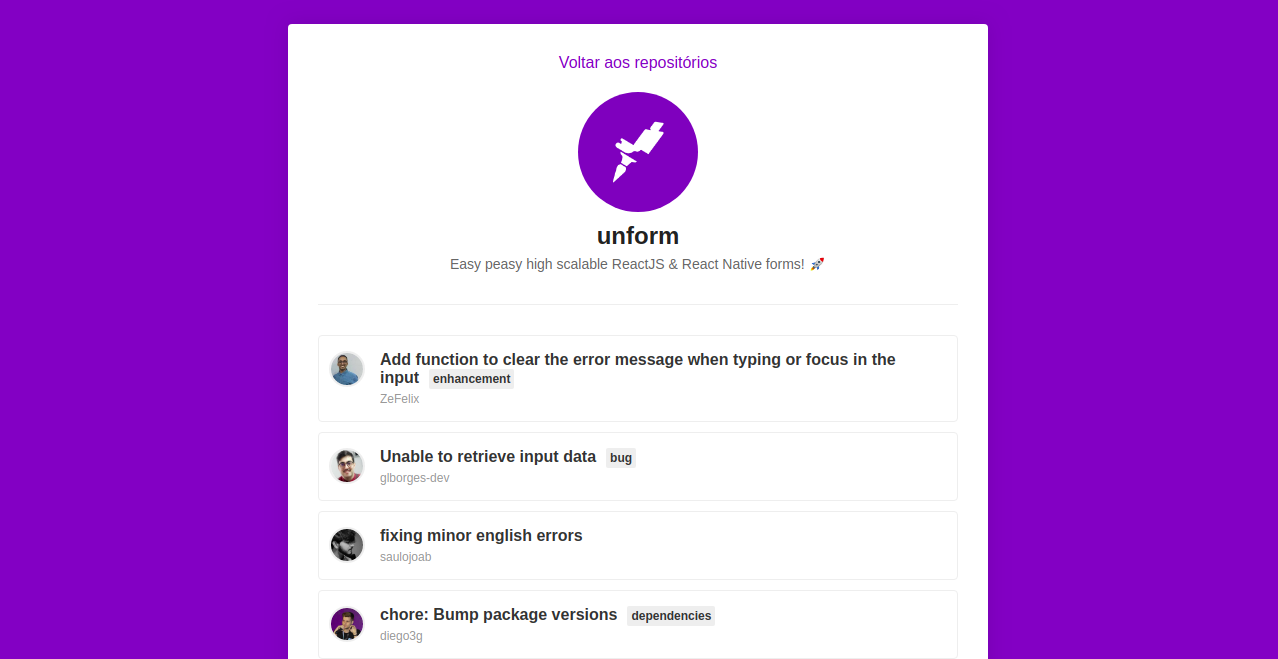 Voltar aos repositórios
unform
Easy peasy high scalable ReactJS & React Native forms! 🚀
Add function to clear the error message when typing or focus in the
input enhancement
ZeFelix
Unable to retrieve input data bug
glborges-dev
fixing minor english errors
saulojoab
chore: Bump package versions dependencies
diego3g